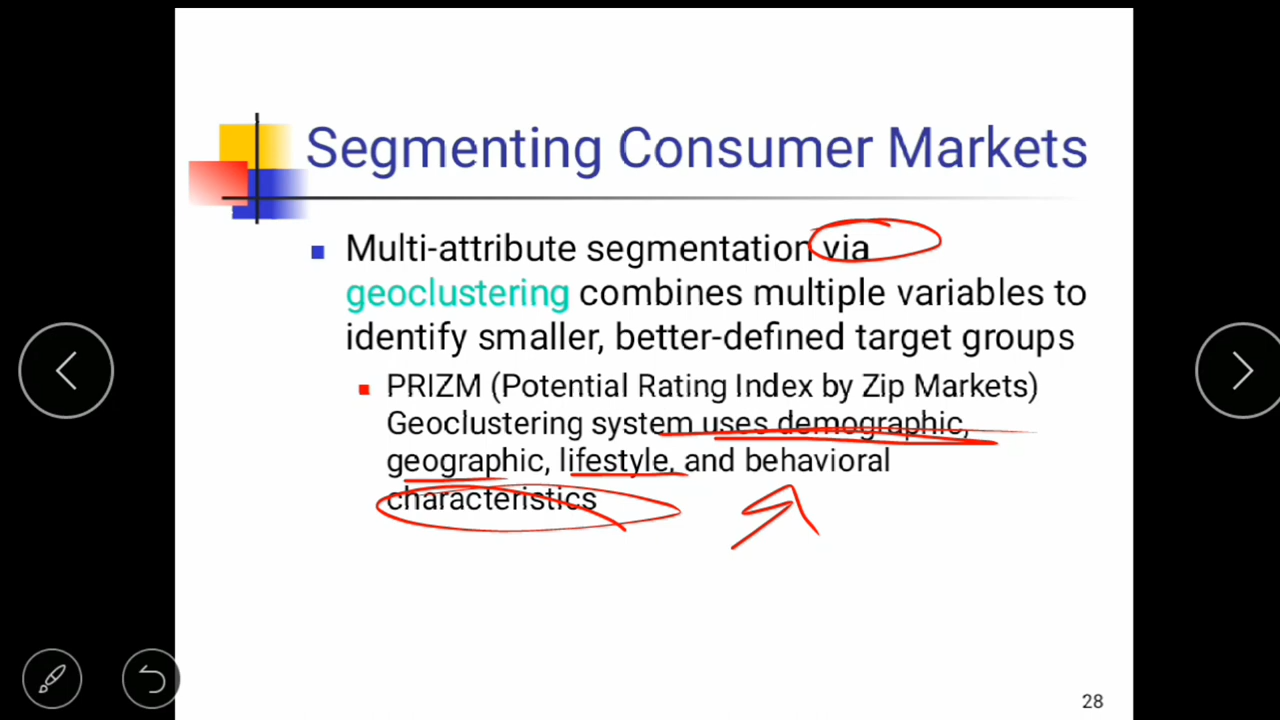 Segmenting Consumer Markets
Multi-attribute segmentation via
geoclustering combines multiple variables to
identify smaller, better-defined target groups
PRIZM (Potential Rating Index by Zip Markets)
Geoclustering system uses demographic,
geographic, lifestyle, and behavioral
characteristics
28